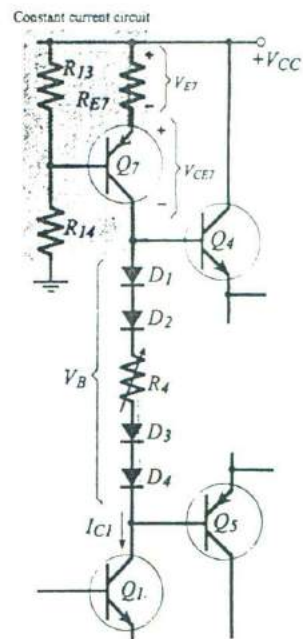 Constant current circuit
+V_CC
R13
RE7
VE7
Q7
VCE7
R14
Q4
D1
D2
VB
R4
D3
D4
IC1
Q5
Q1